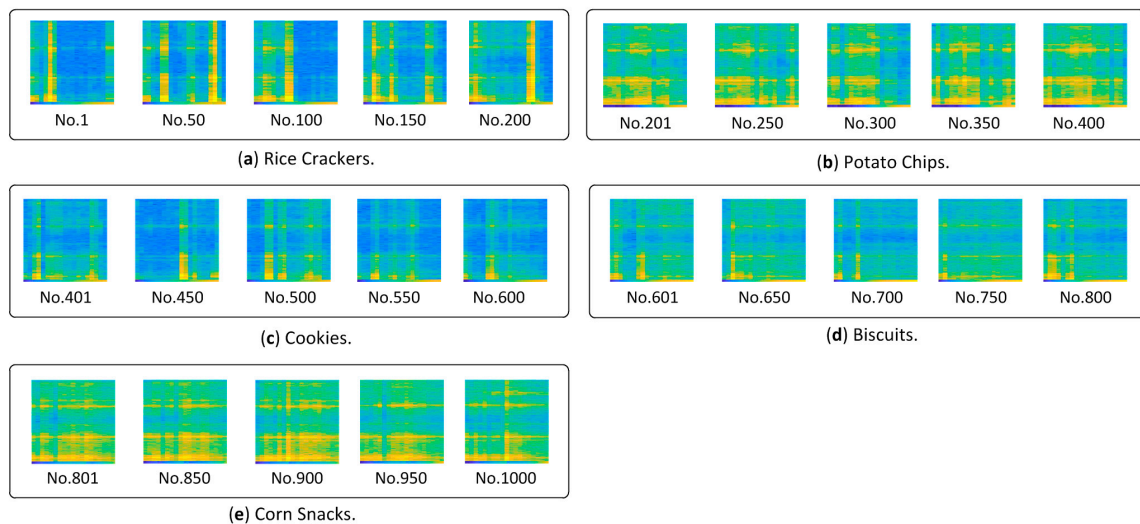 No.1 No.50 No.100 No.150 No.200
(a) Rice Crackers.
No.201 No.250 No.300 No.350 No.400
(b) Potato Chips.
No.401 No.450 No.500 No.550 No.600
(c) Cookies.
No.601 No.650 No.700 No.750 No.800
(d) Biscuits.
No.801 No.850 No.900 No.950 No.1000
(e) Corn Snacks.